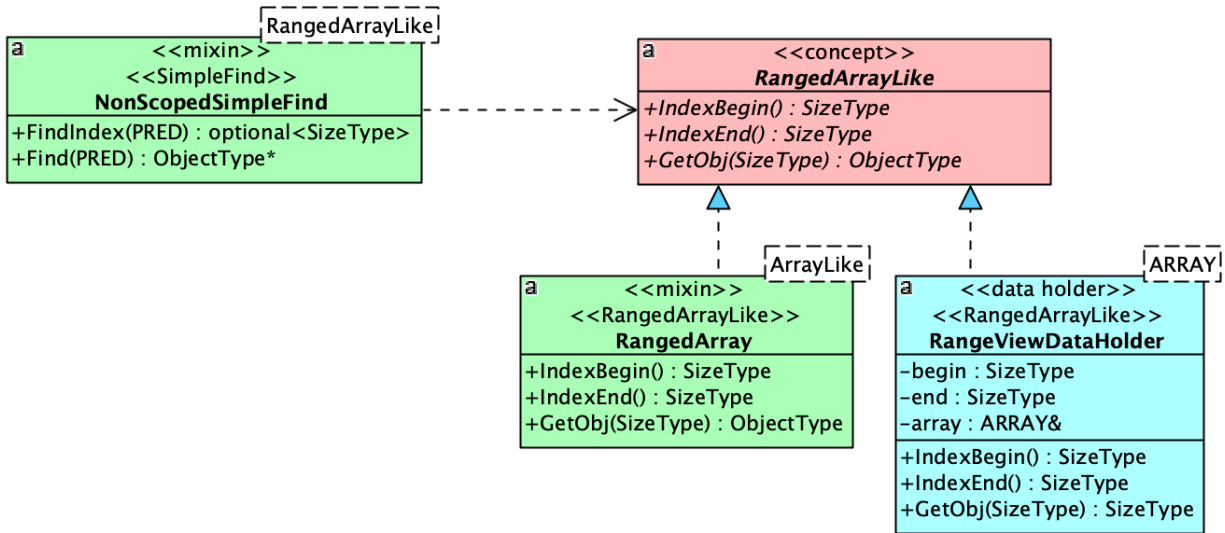 RangedArrayLike
a
<<mixin>>
<<SimpleFind>>
NonScopedSimpleFind
+FindIndex(PRED) : optional<SizeType>
+Find(PRED) : ObjectType*
a
<<concept>>
RangedArrayLike
+IndexBegin() : SizeType
+IndexEnd() : SizeType
+GetObj(SizeType) : ObjectType
ArrayLike
a
<<mixin>>
<<RangedArrayLike>>
RangedArray
+IndexBegin() : SizeType
+IndexEnd() : SizeType
+GetObj(SizeType) : ObjectType
ARRAY
a
<<data holder>>
<<RangedArrayLike>>
RangeViewDataHolder
-begin : SizeType
-end : SizeType
-array : ARRAY&
+IndexBegin() : SizeType
+IndexEnd() : SizeType
+GetObj(SizeType) : SizeType